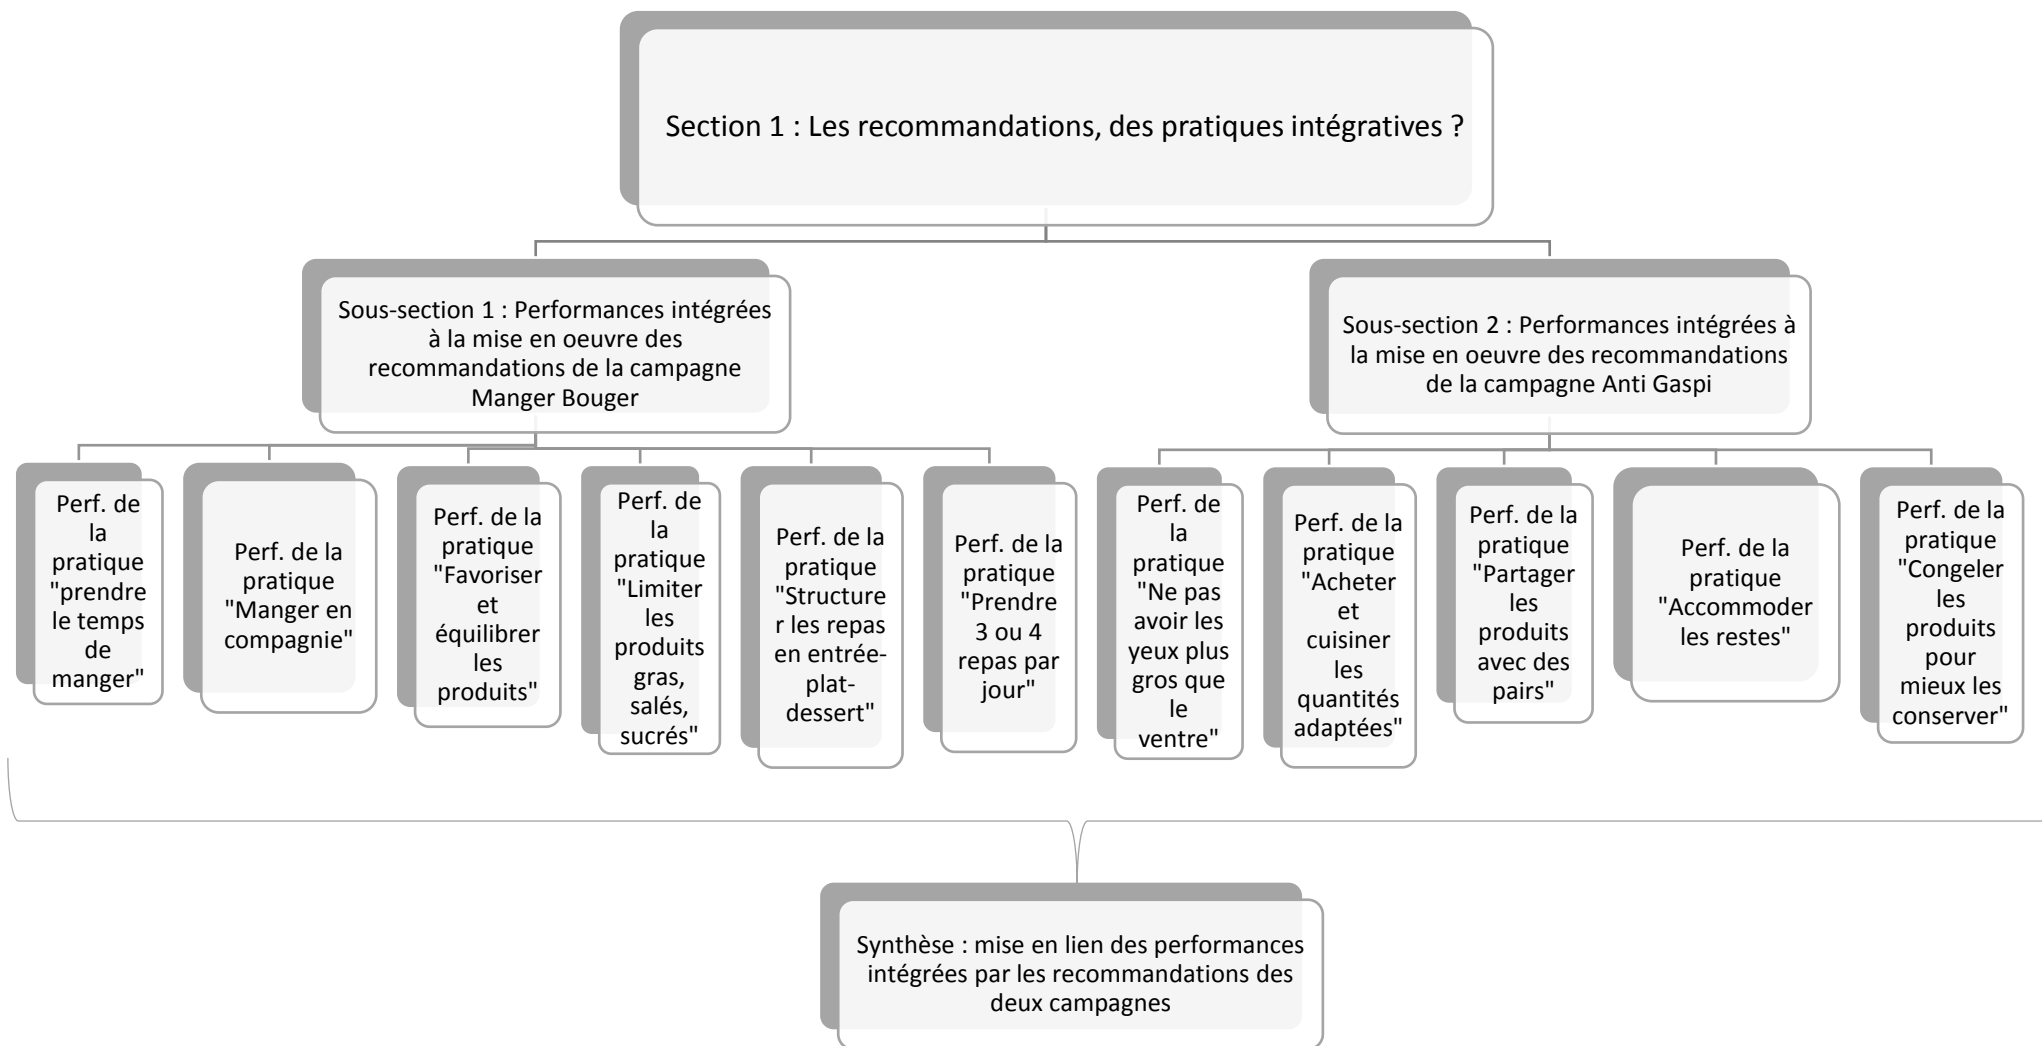 Section 1 : Les recommandations, des pratiques intégratives ?
Sous-section 1 : Performances intégrées
à la mise en oeuvre des
recommandations de la campagne
Manger Bouger
Sous-section 2 : Performances intégrées à
la mise en oeuvre des recommandations
de la campagne Anti Gaspi
Perf. de
la
pratique
"prendre
le temps
de
manger"
Perf. de la
pratique
"Manger en
compagnie"
Perf. de la
pratique
"Favoriser
et
équilibrer
les
produits"
Perf. de
la
pratique
"Limiter
les
produits
gras,
salés,
sucrés"
Perf. de la
pratique
"Structure
r les repas
en entrée-
plat-
dessert"
Perf. de la
pratique
"Prendre
3 ou 4
repas par
jour"
Perf. de
la
pratique
"Ne pas
avoir les
yeux plus
gros que
le
ventre"
Perf. de la
pratique
"Acheter
et
cuisiner
les
quantités
adaptées"
Perf. de la
pratique
"Partager
les
produits
avec des
pairs"
Perf. de la
pratique
"Accommoder
les restes"
Perf. de la
pratique
"Congeler
les
produits
pour
mieux les
conserver"
Synthèse : mise en lien des performances
intégrées par les recommandations des
deux campagnes